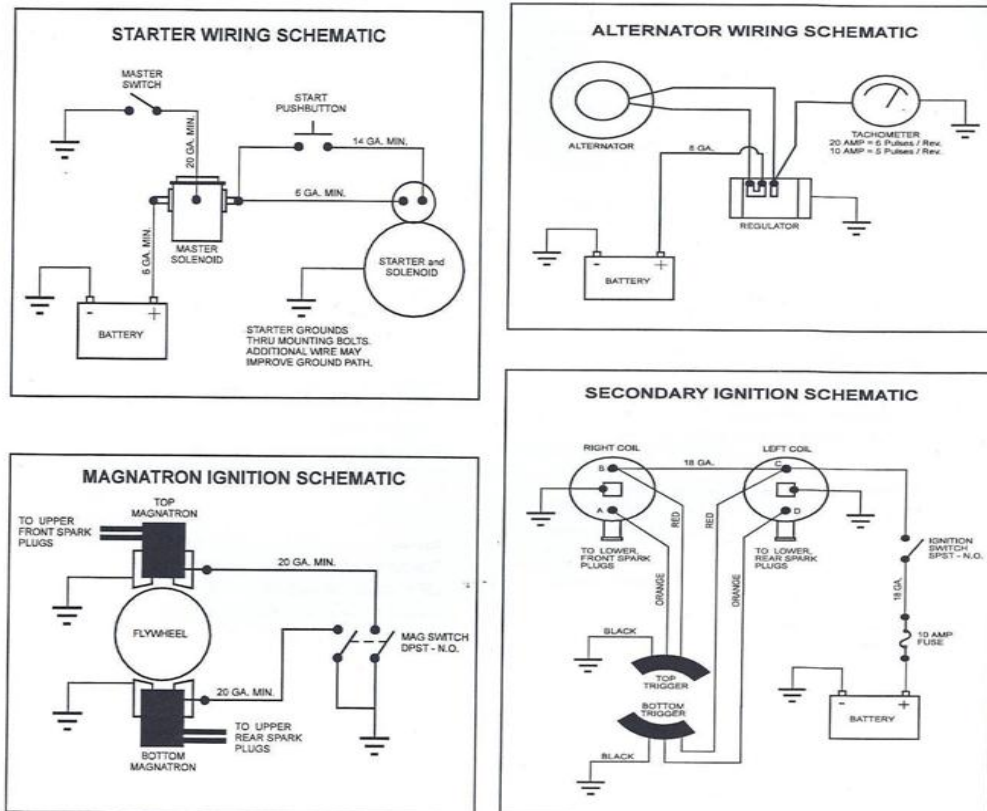 STARTER WIRING SCHEMATIC
MASTER
SWITCH
START
PUSHBUTTON
20 GA. MIN.
14 GA. MIN.
6 GA. MIN.
6 GA. MIN.
MASTER
SOLENOID
STARTER and
SOLENOID
- +
BATTERY
STARTER GROUNDS
THRU MOUNTING BOLTS.
ADDITIONAL WIRE MAY
IMPROVE GROUND PATH.
ALTERNATOR WIRING SCHEMATIC
ALTERNATOR
TACHOMETER
20 AMP = 6 Pulses / Rev.
10 AMP = 5 Pulses / Rev.
8 GA.
REGULATOR
- +
BATTERY
MAGNATRON IGNITION SCHEMATIC
TOP
MAGNATRON
TO UPPER
FRONT SPARK
PLUGS
20 GA. MIN.
FLYWHEEL
MAG SWITCH
DPST - N.O.
20 GA. MIN.
TO UPPER
REAR SPARK
PLUGS
BOTTOM
MAGNATRON
SECONDARY IGNITION SCHEMATIC
RIGHT COIL
LEFT COIL
B
18 GA.
C
A
D
RED
RED
TO LOWER,
FRONT SPARK
PLUGS
TO LOWER,
REAR SPARK
PLUGS
IGNITION
SWITCH
SPST - N.O.
ORANGE
ORANGE
18 GA.
10 AMP
FUSE
BLACK
TOP
TRIGGER
BOTTOM
TRIGGER
BLACK
- +
BATTERY